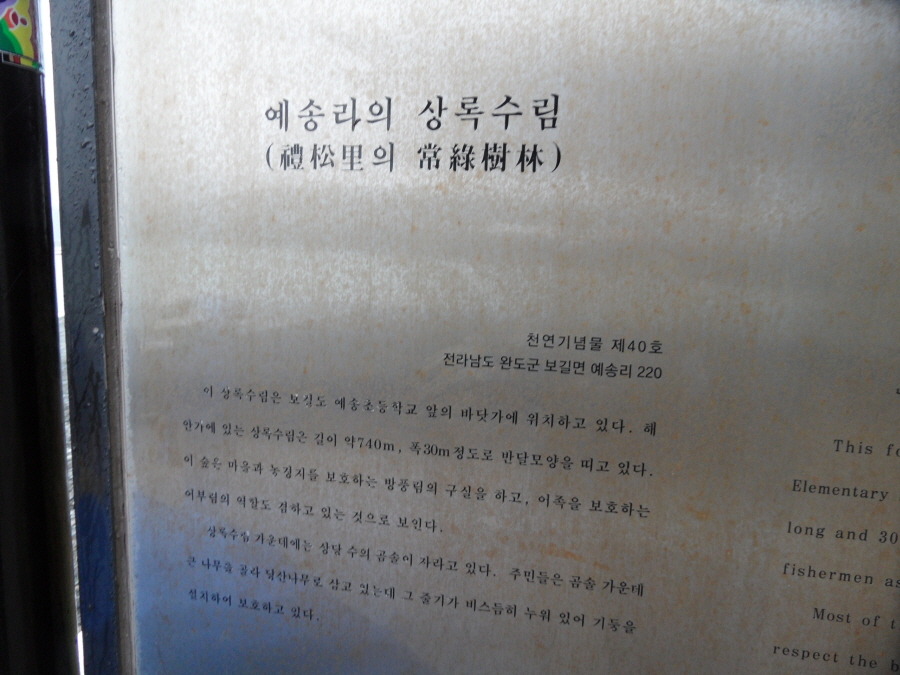 예송리의 상록수림
(禮松里의 常綠樹林)
천연기념물 제40호
전라남도 완도군 보길면 예송리 220
이 상록수림은 보길도 예송초등학교 앞의 바닷가에 위치하고 있다. 해
안가에 있는 상록수림은 길이 약740m, 폭30m정도로 반달모양을 띠고 있다.
이 숲은 마을과 농경지를 보호하는 방풍림의 구실을 하고, 어족을 보호하는
어부림의 역할도 겸하고 있는 것으로 보인다.
상록수림 가운데에는 상당 수의 곰솔이 자라고 있다. 주민들은 곰솔 가운데
큰 나무를 골라 당산나무로 삼고 있는데 그 줄기가 비스듬히 누워 있어 기둥을
설치하여 보호하고 있다.
This fo
Elementary
long and 30
fishermen as
Most of t
respect the b